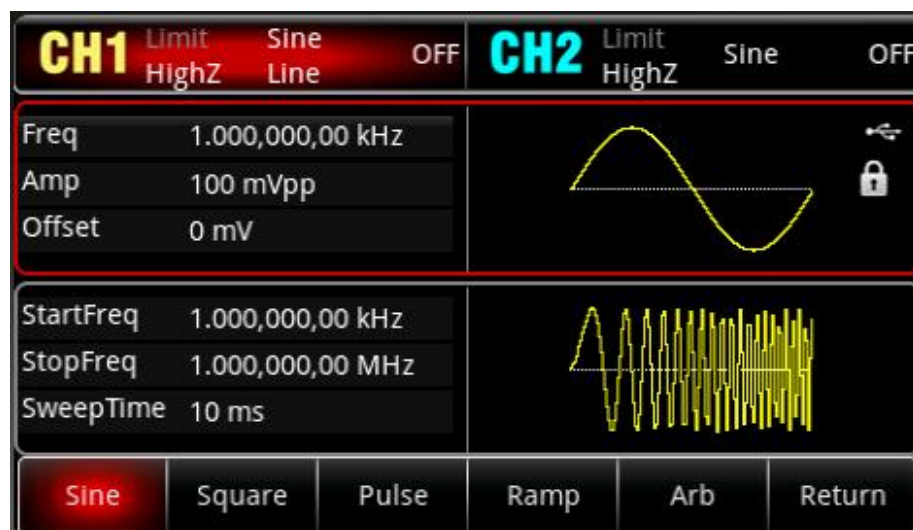 CH1 Limit Sine OFF CH2 Limit Sine OFF
HighZ Line HighZ
Freq 1.000,000,00 kHz
Amp 100 mVpp
Offset 0 mV
StartFreq 1.000,000,00 kHz
StopFreq 1.000,000,00 MHz
SweepTime 10 ms
Sine Square Pulse Ramp Arb Return